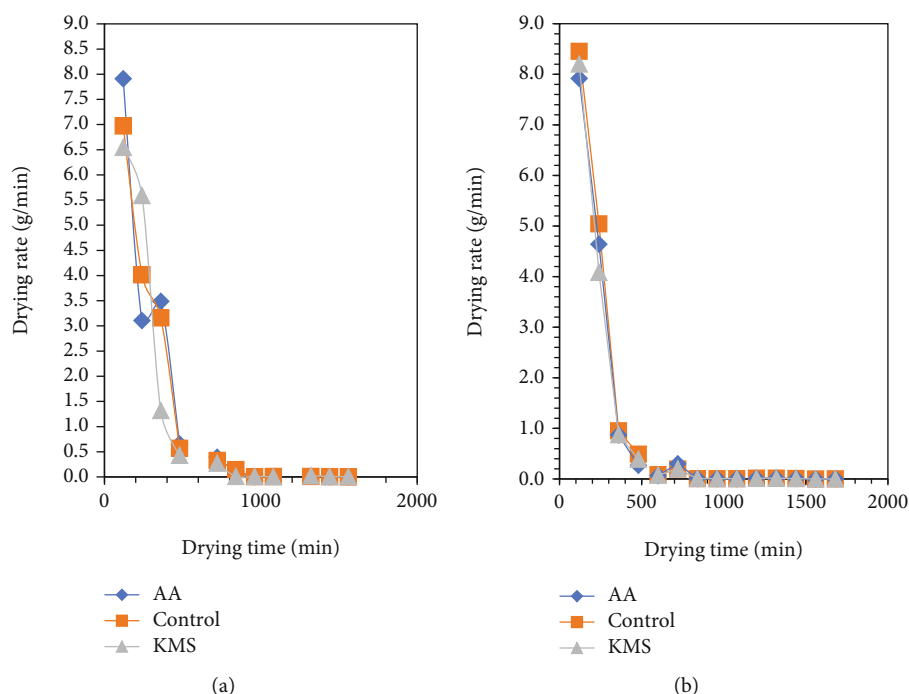 9.0
8.5
8.0
7.5
7.0
6.5
6.0
5.5
5.0
4.5
4.0
3.5
3.0
2.5
2.0
1.5
1.0
0.5
0.0
0 1000 2000
Drying rate (g/min)
Drying time (min)
AA
Control
KMS
(a)
9.0
8.0
7.0
6.0
5.0
4.0
3.0
2.0
1.0
0.0
0 500 1000 1500 2000
Drying rate (g/min)
Drying time (min)
AA
Control
KMS
(b)